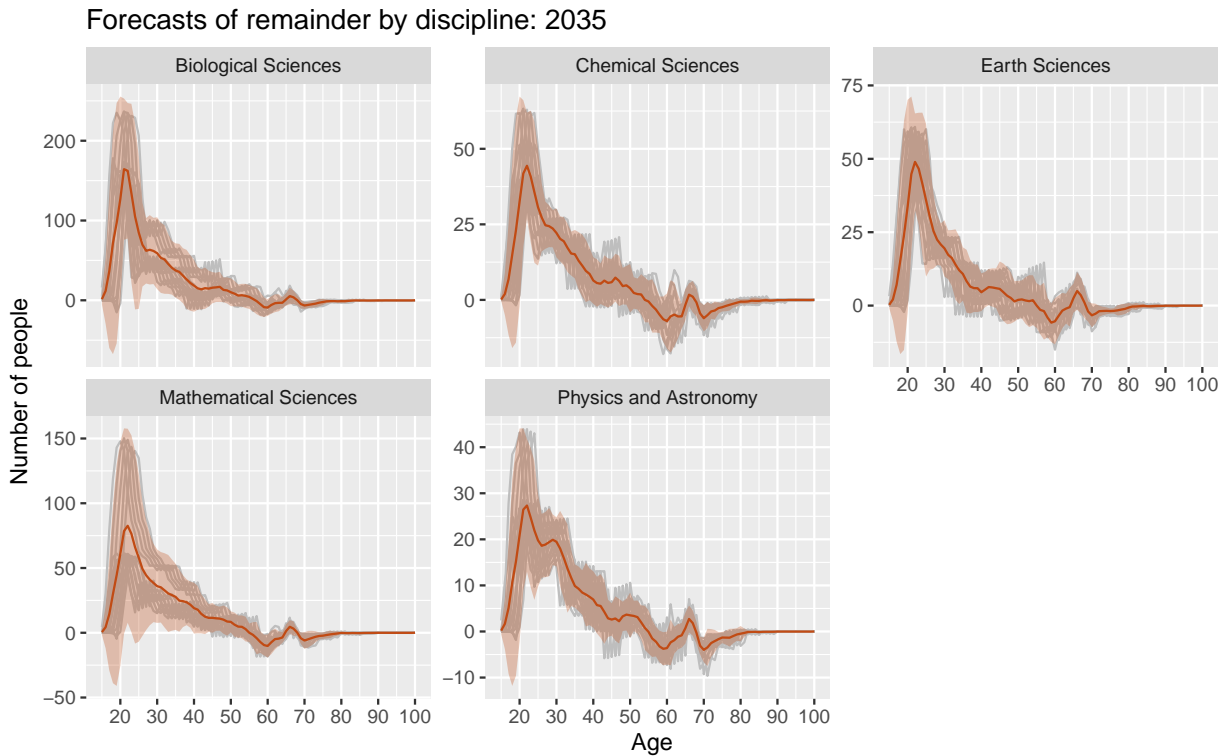 Forecasts of remainder by discipline: 2035
Biological Sciences
Chemical Sciences
Earth Sciences
200
100
0
50
25
0
75
50
25
0
20 30 40 50 60 70 80 90 100
Mathematical Sciences
Physics and Astronomy
150
100
50
0
−50
40
30
20
10
0
−10
20 30 40 50 60 70 80 90 100
20 30 40 50 60 70 80 90 100
Number of people
Age